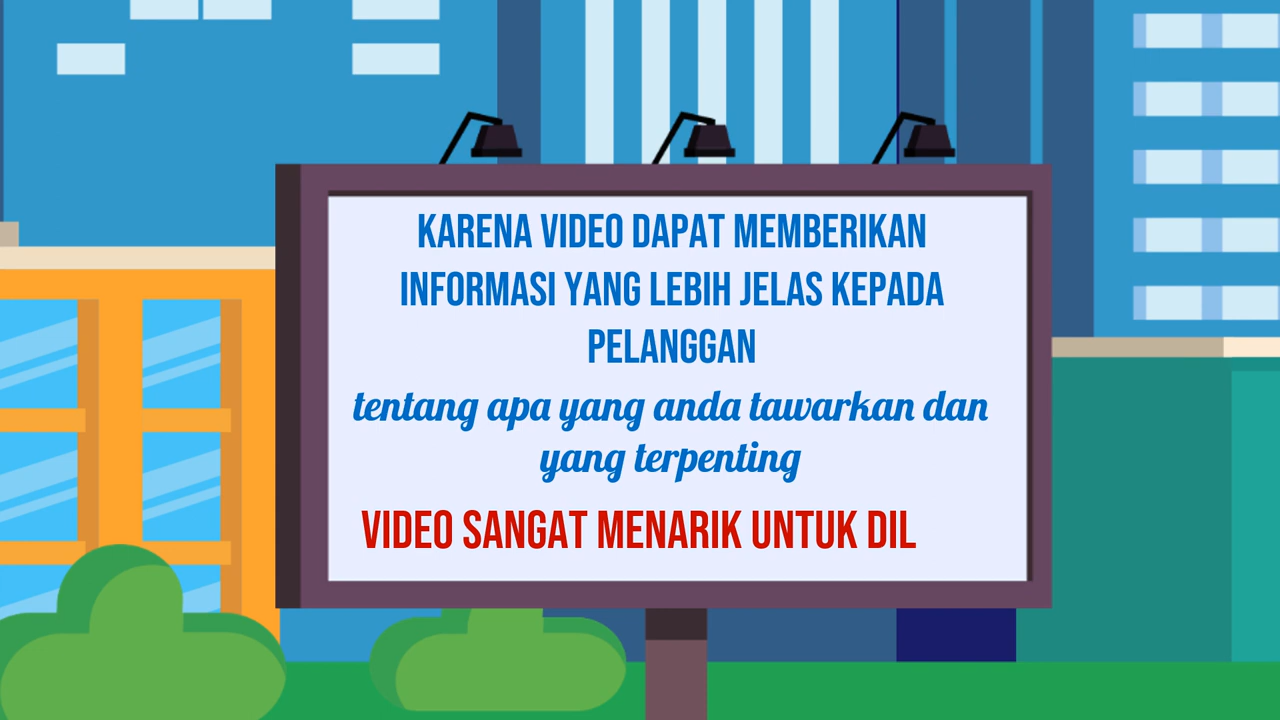 KARENA VIDEO DAPAT MEMBERIKAN
INFORMASI YANG LEBIH JELAS KEPADA
PELANGGAN
tentang apa yang anda tawarkan dan
yang terpenting
VIDEO SANGAT MENARIK UNTUK DIL